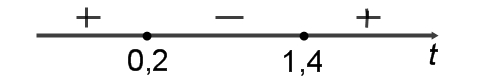 + — +
0,2 1,4 t